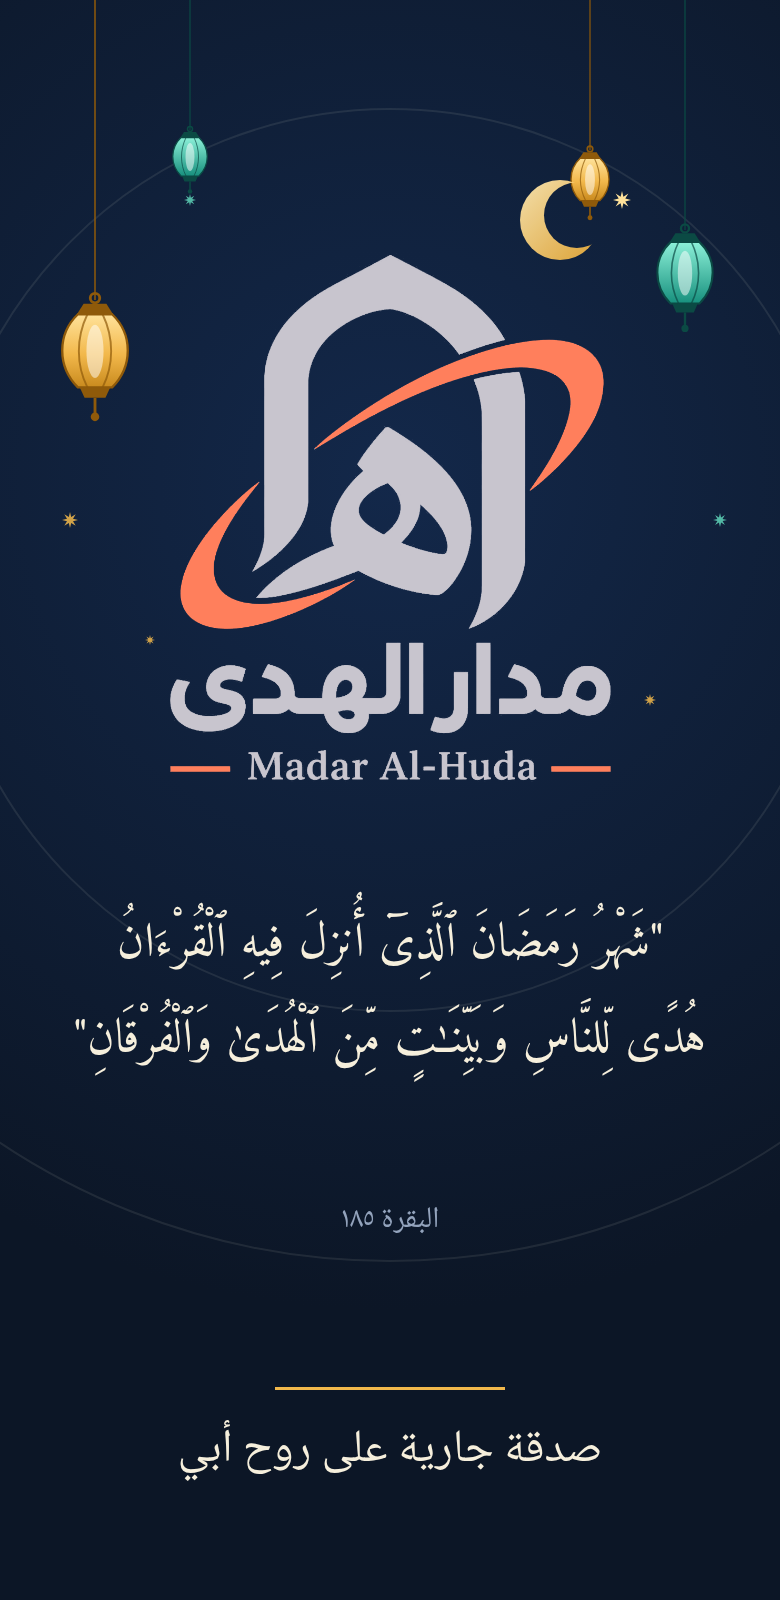 مدار الهدى
Madar Al-Huda
"شَهْرُ رَمَضَانَ ٱلَّذِىٓ أُنزِلَ فِيهِ ٱلْقُرْءَانُ
هُدًى لِّلنَّاسِ وَبَيِّنَـٰتٍ مِّنَ ٱلْهُدَىٰ وَٱلْفُرْقَانِ"
البقرة ١٨٥
صدقة جارية على روح أبي